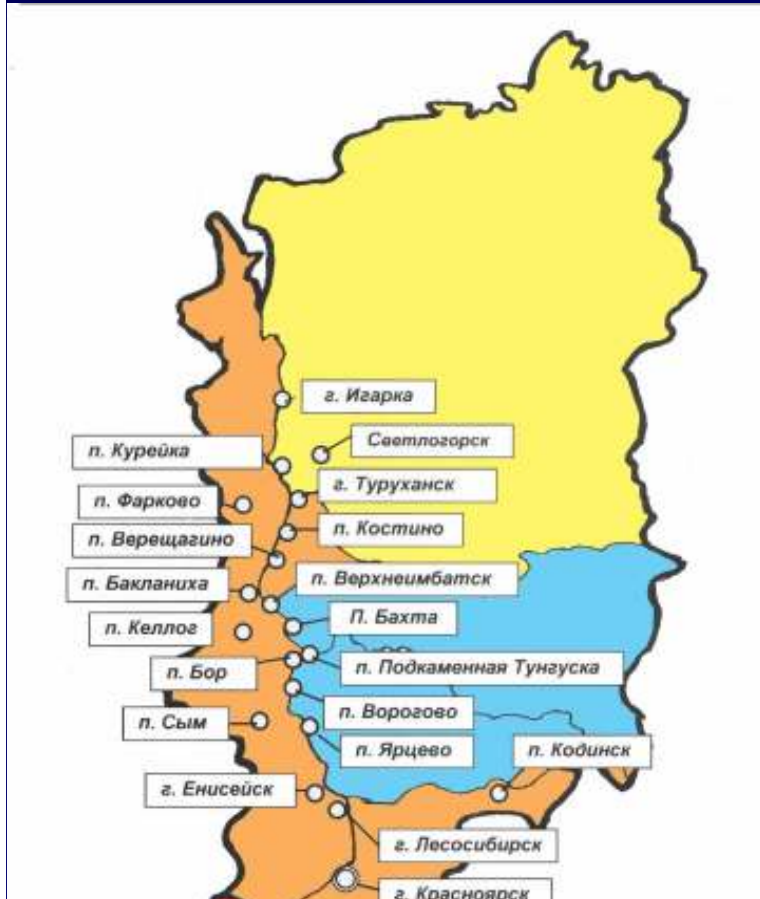 г. Игарка
Светлогорск
п. Курейка
г. Туруханск
п. Фарково
п. Костино
п. Верещагино
п. Верхнеимбатск
п. Бакланиха
П. Бахта
п. Келлог
п. Бор
п. Подкаменная Тунгуска
п. Ворогово
п. Сым
п. Ярцево
п. Кодинск
г. Енисейск
г. Лесосибирск
г. Красноярск